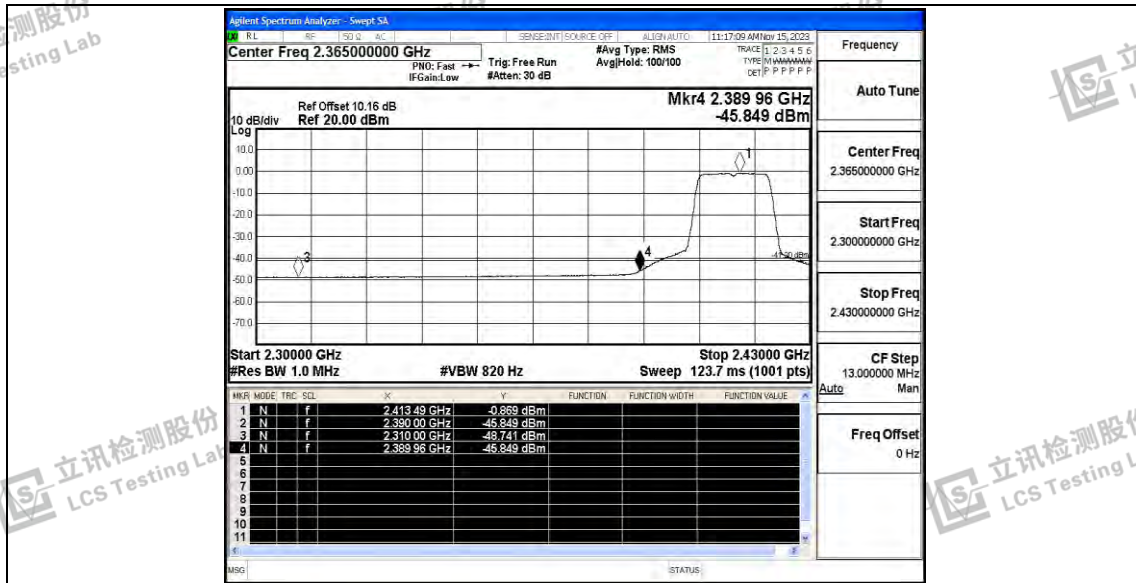 Agilent Spectrum Analyzer - Swept SA
RL RF 50 Ω AC SENSE:INT SOURCE OFF ALIGN AUTO 11:17:09 AM Nov 15, 2023
Center Freq 2.365000000 GHz
PNO: Fast
IFGain:Low
Trig: Free Run
#Atten: 30 dB
#Avg Type: RMS
Avg|Hold: 100/100
TRACE 1 2 3 4 5 6
TYPE M W W W W W
DET P P P P P P
Frequency
Auto Tune
Center Freq
2.365000000 GHz
Start Freq
2.300000000 GHz
Stop Freq
2.430000000 GHz
CF Step
13.000000 MHz
Auto Man
Freq Offset
0 Hz
Mkr4 2.389 96 GHz
-45.849 dBm
Ref Offset 10.16 dB
10 dB/div Ref 20.00 dBm
Log
10.0
0.00
-10.0
-20.0
-30.0
-40.0
-50.0
-60.0
-70.0
1
3
4
Start 2.30000 GHz Stop 2.43000 GHz
#Res BW 1.0 MHz #VBW 820 Hz Sweep 123.7 ms (1001 pts)
MKR MODE TRC SCL X Y FUNCTION FUNCTION WIDTH FUNCTION VALUE
1 N f 2.413 49 GHz -0.869 dBm
2 N f 2.390 00 GHz -45.849 dBm
3 N f 2.310 00 GHz -48.741 dBm
4 N f 2.389 96 GHz -45.849 dBm
5
6
7
8
9
10
11
MSG STATUS
立讯检测股份
LCS Testing Lab
立讯检测股份